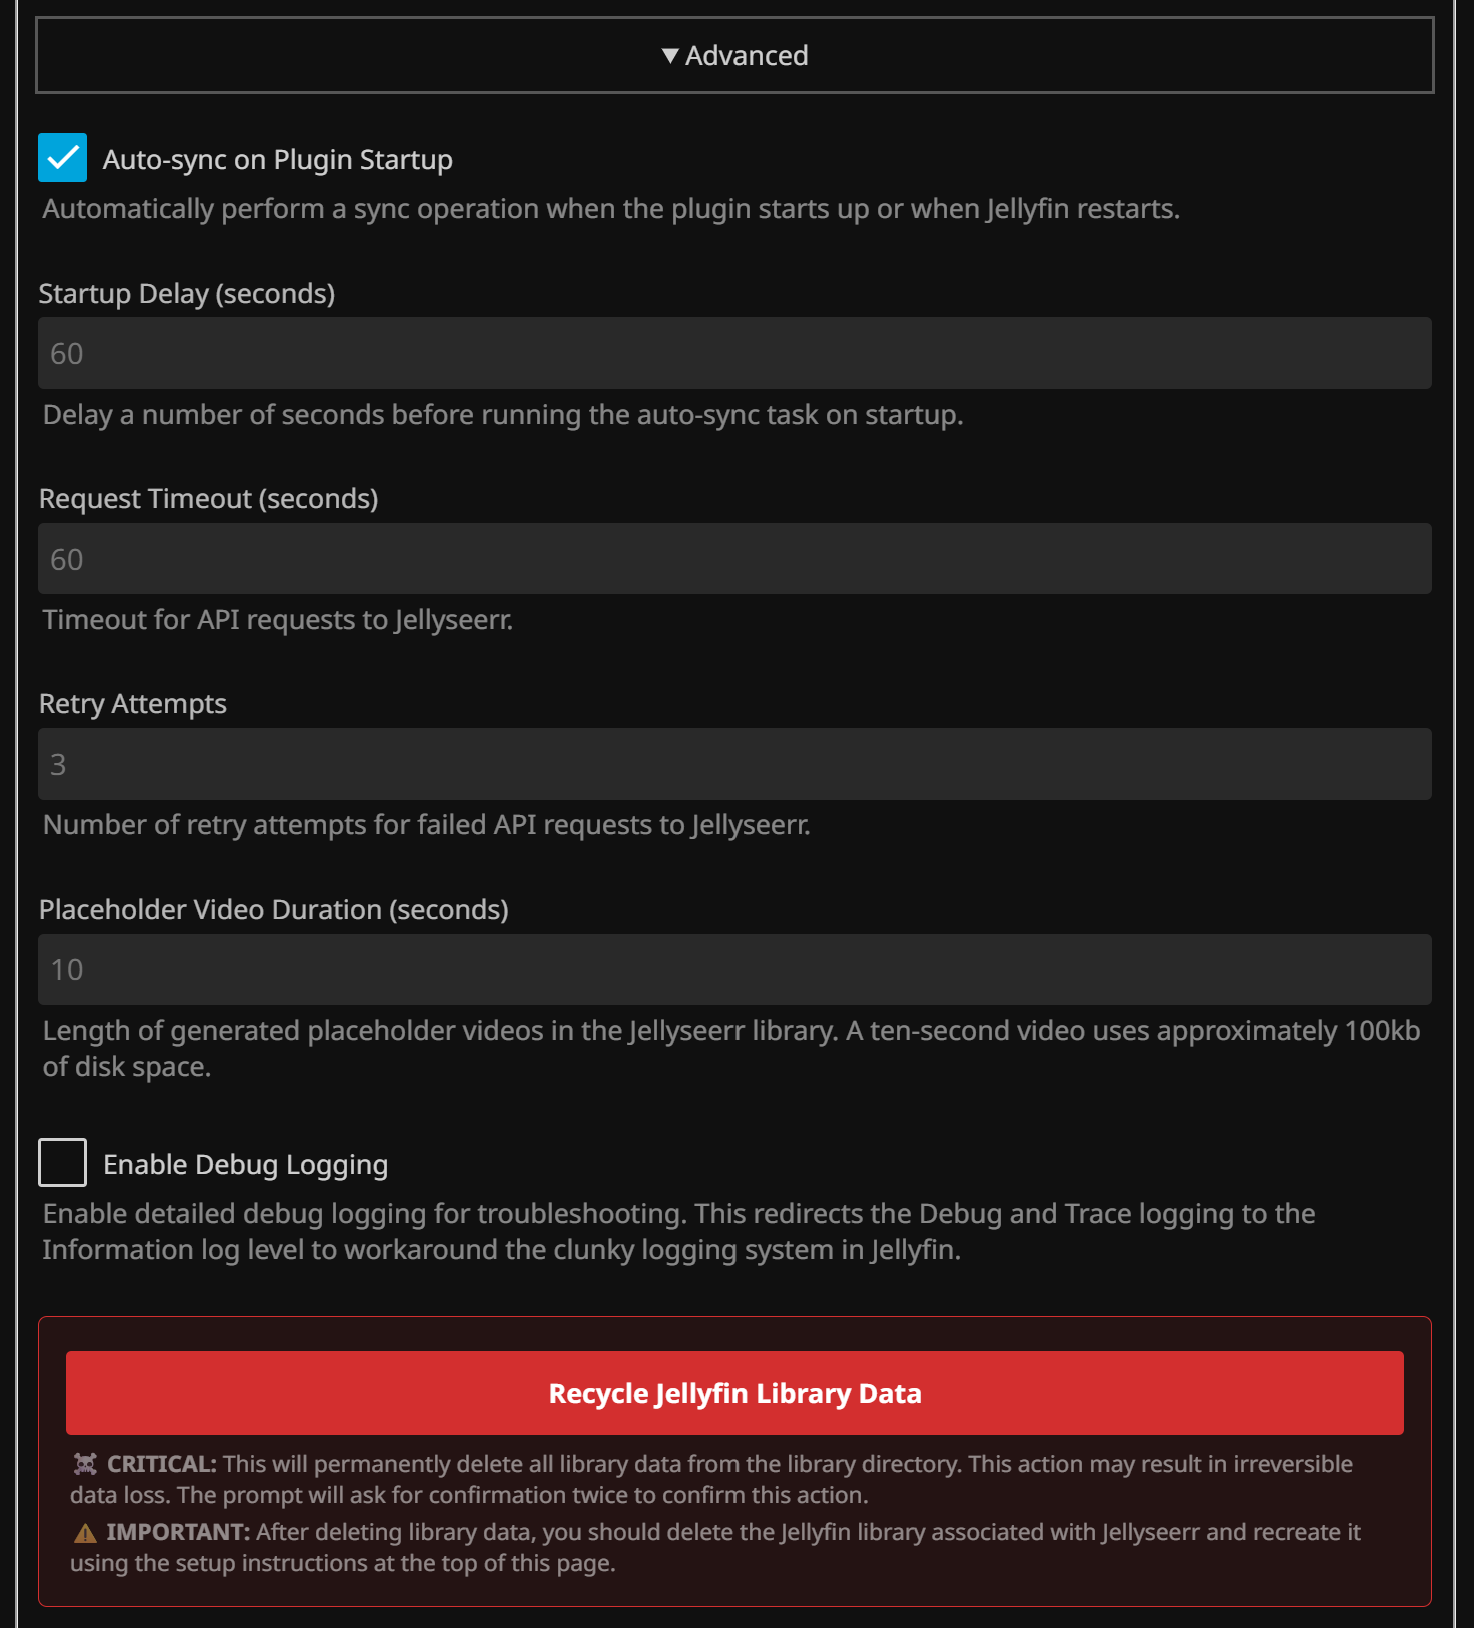 ▼ Advanced
Auto-sync on Plugin Startup
Automatically perform a sync operation when the plugin starts up or when Jellyfin restarts.
Startup Delay (seconds)
60
Delay a number of seconds before running the auto-sync task on startup.
Request Timeout (seconds)
60
Timeout for API requests to Jellyseerr.
Retry Attempts
3
Number of retry attempts for failed API requests to Jellyseerr.
Placeholder Video Duration (seconds)
10
Length of generated placeholder videos in the Jellyseerr library. A ten-second video uses approximately 100kb
of disk space.
Enable Debug Logging
Enable detailed debug logging for troubleshooting. This redirects the Debug and Trace logging to the
Information log level to workaround the clunky logging system in Jellyfin.
Recycle Jellyfin Library Data
☠️ CRITICAL: This will permanently delete all library data from the library directory. This action may result in irreversible
data loss. The prompt will ask for confirmation twice to confirm this action.
⚠️ IMPORTANT: After deleting library data, you should delete the Jellyfin library associated with Jellyseerr and recreate it
using the setup instructions at the top of this page.